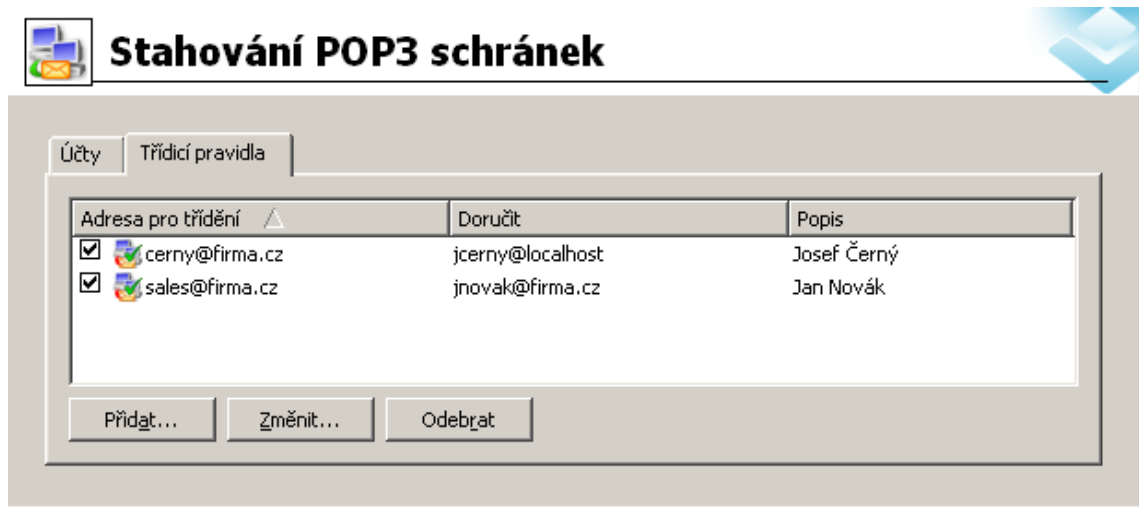 Stahování POP3 schránek
Účty Třídicí pravidla
Adresa pro třídění Doručit Popis
cerny@firma.cz jcerny@localhost Josef Černý
sales@firma.cz jnovak@firma.cz Jan Novák
Přidat... Změnit... Odebrat